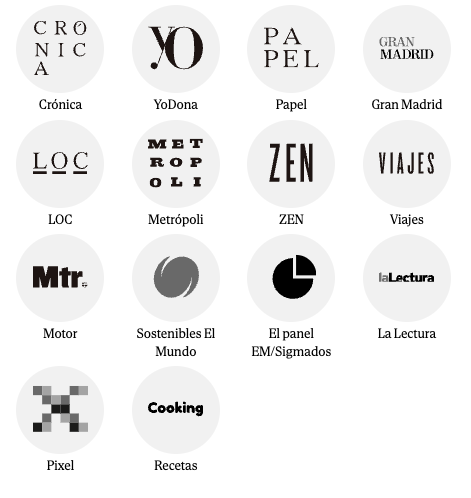 CRÓ
NIC
A
YO
PA
PEL
GRAN
MADRID
Crónica
YoDona
Papel
Gran Madrid
LOC
MET
ROP
OLI
ZEN
VIAJES
LOC
Metrópoli
ZEN
Viajes
Mtr.
laLectura
Motor
Sostenibles El
Mundo
El panel
EM/Sigmados
La Lectura
Cooking
Pixel
Recetas